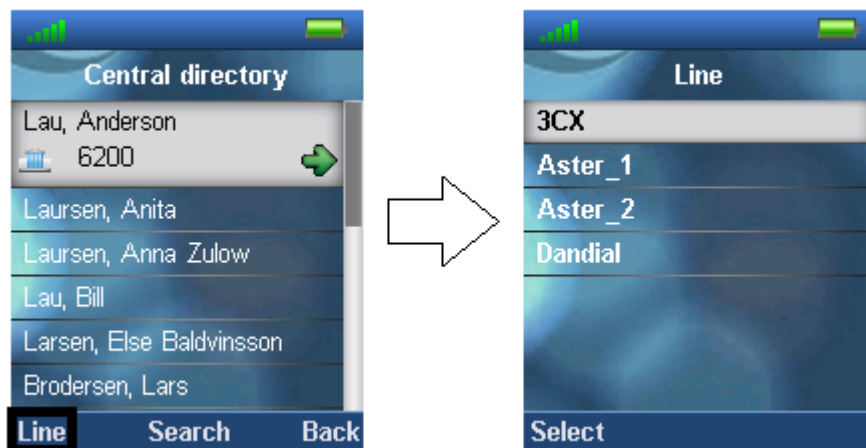 Central directory
Lau, Anderson
6200
Laursen, Anita
Laursen, Anna Zulow
Lau, Bill
Larsen, Else Baldvinsson
Brodersen, Lars
Line Search Back
Line
3CX
Aster_1
Aster_2
Dandial
Select